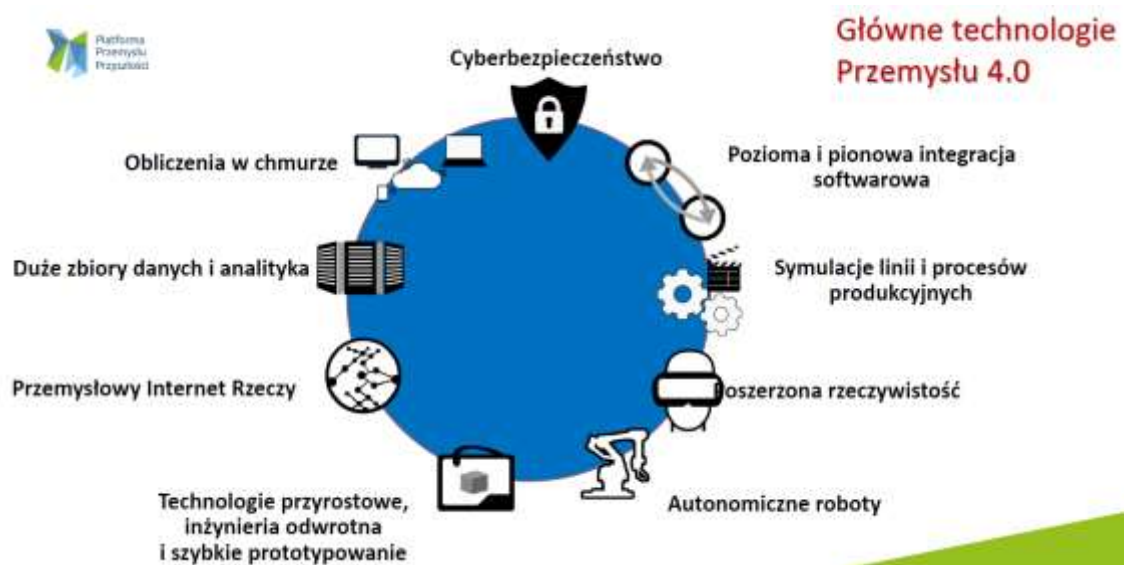 Platforma
Przemysłu
Przyszłości
Główne technologie
Przemysłu 4.0
Cyberbezpieczeństwo
Obliczenia w chmurze
Pozioma i pionowa integracja
softwarowa
Duże zbiory danych i analityka
Symulacje linii i procesów
produkcyjnych
Przemysłowy Internet Rzeczy
Poszerzona rzeczywistość
Technologie przyrostowe,
inżynieria odwrotna
i szybkie prototypowanie
Autonomiczne roboty